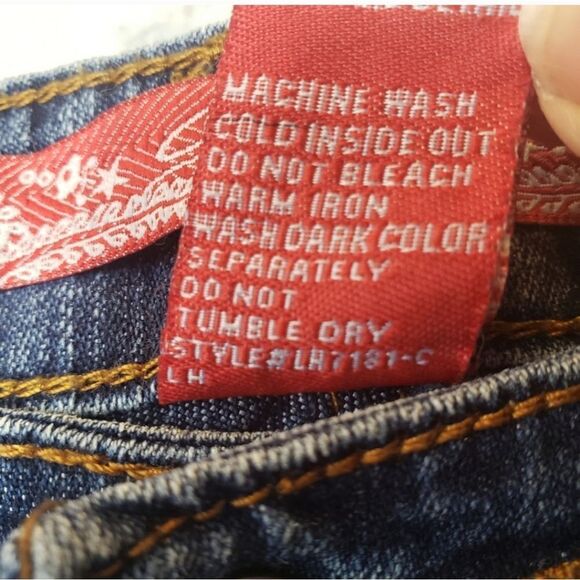 MACHINE WASH
COLD INSIDE OUT
DO NOT BLEACH
WARM IRON
WASH DARK COLOR
SEPARATELY
DO NOT
TUMBLE DRY
STYLE#LH7181-C
LH